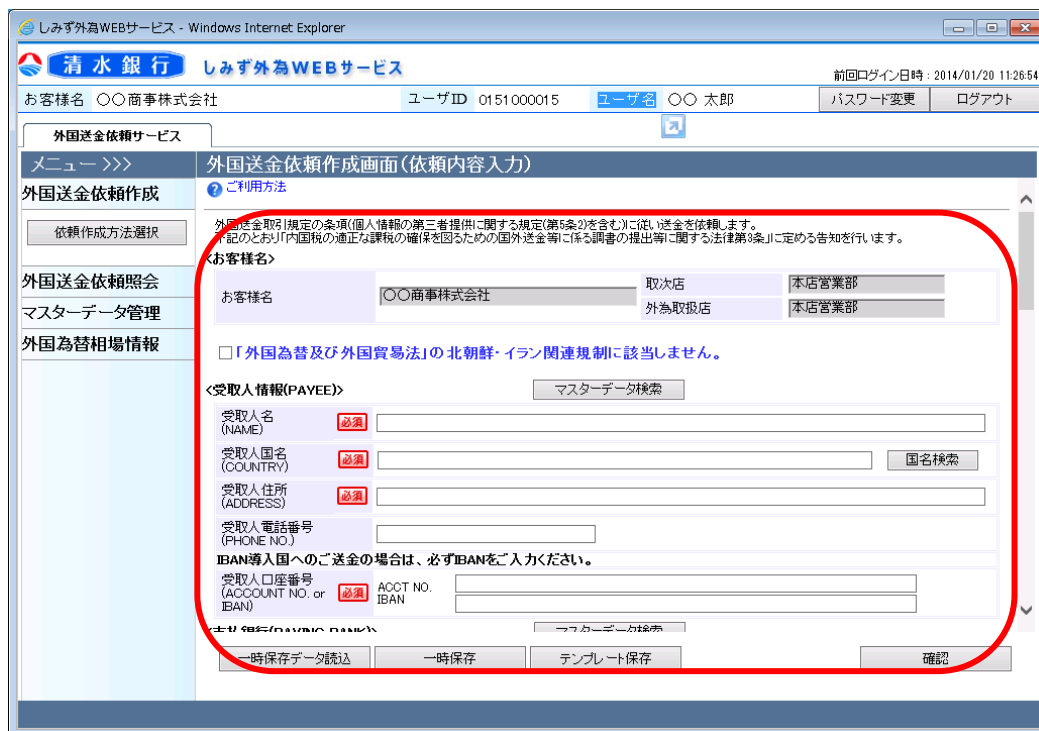 しみず外為WEBサービス - Windows Internet Explorer
清水銀行 しみず外為WEBサービス
前回ログイン日時 : 2014/01/20 11:26:54
お客様名 〇〇商事株式会社 ユーザID 0151000015 ユーザ名 〇〇 太郎 パスワード変更 ログアウト
外国送金依頼サービス
メニュー >>>
外国送金依頼作成
依頼作成方法選択
外国送金依頼照会
マスターデータ管理
外国為替相場情報
外国送金依頼作成画面(依頼内容入力)
ご利用方法
外国送金取引規定の条項(個人情報の第三者提供に関する規定(第5条2)を含む)に従い送金を依頼します。
下記のとおり「内国税の適正な課税の確保を図るための国外送金等に係る調書の提出等に関する法律第3条」に定める告知を行います。
<お客様名>
お客様名 〇〇商事株式会社 取次店 本店営業部
外為取扱店 本店営業部
「外国為替及び外国貿易法」の北朝鮮・イラン関連規制に該当しません。
<受取人情報(PAYEE)> マスターデータ検索
受取人名
(NAME) 必須
受取人国名
(COUNTRY) 必須 国名検索
受取人住所
(ADDRESS) 必須
受取人電話番号
(PHONE NO.)
IBAN導入国へのご送金の場合は、必ずIBANをご入力ください。
受取人口座番号
(ACCOUNT NO. or
IBAN) 必須 ACCT NO.
IBAN
<支払銀行(PAYING BANK)> マスターデータ検索
一時保存データ読込 一時保存 テンプレート保存 確認